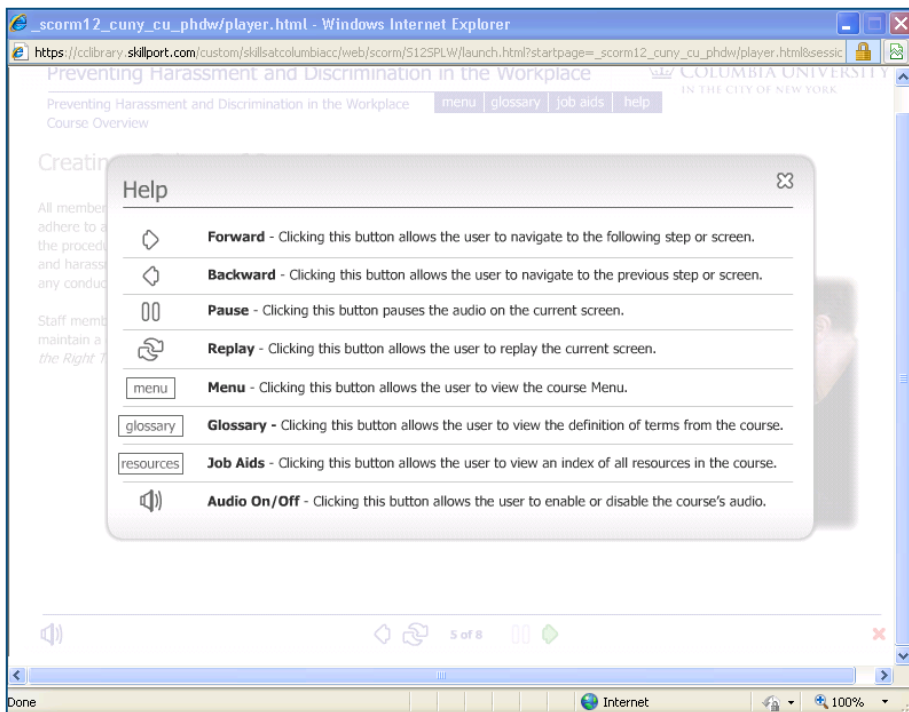 _scorm12_cuny_cu_phdw/player.html - Windows Internet Explorer
https://cclibrary.skillport.com/custom/skillsatcolumbiacc/web/scorm/S12SPLW/launch.html?startpage=_scorm12_cuny_cu_phdw/player.html&sessic
Preventing Harassment and Discrimination in the Workplace
COLUMBIA UNIVERSITY
IN THE CITY OF NEW YORK
Preventing Harassment and Discrimination in the Workplace
menu glossary job aids help
Course Overview
Creatin
All member
adhere to a
the procedu
and harass
any conduc
Staff memb
maintain a
the Right T
Help
Forward - Clicking this button allows the user to navigate to the following step or screen.
Backward - Clicking this button allows the user to navigate to the previous step or screen.
Pause - Clicking this button pauses the audio on the current screen.
Replay - Clicking this button allows the user to replay the current screen.
menu Menu - Clicking this button allows the user to view the course Menu.
glossary Glossary - Clicking this button allows the user to view the definition of terms from the course.
resources Job Aids - Clicking this button allows the user to view an index of all resources in the course.
Audio On/Off - Clicking this button allows the user to enable or disable the course's audio.
5 of 8
Done Internet 100%